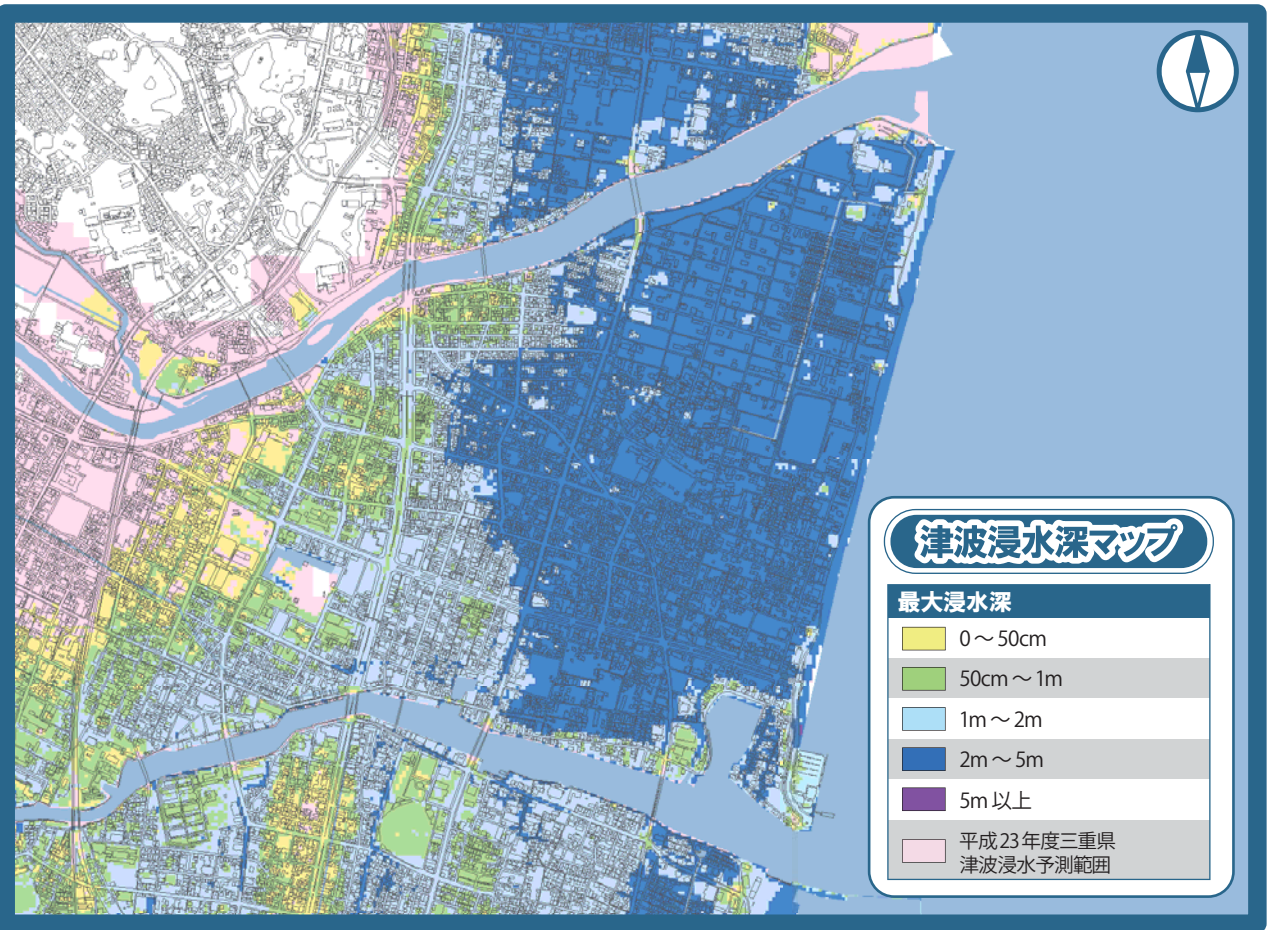 津波浸水深マップ
最大浸水深
0～50cm
50cm～1m
1m～2m
2m～5m
5m以上
平成23年度三重県
津波浸水予測範囲